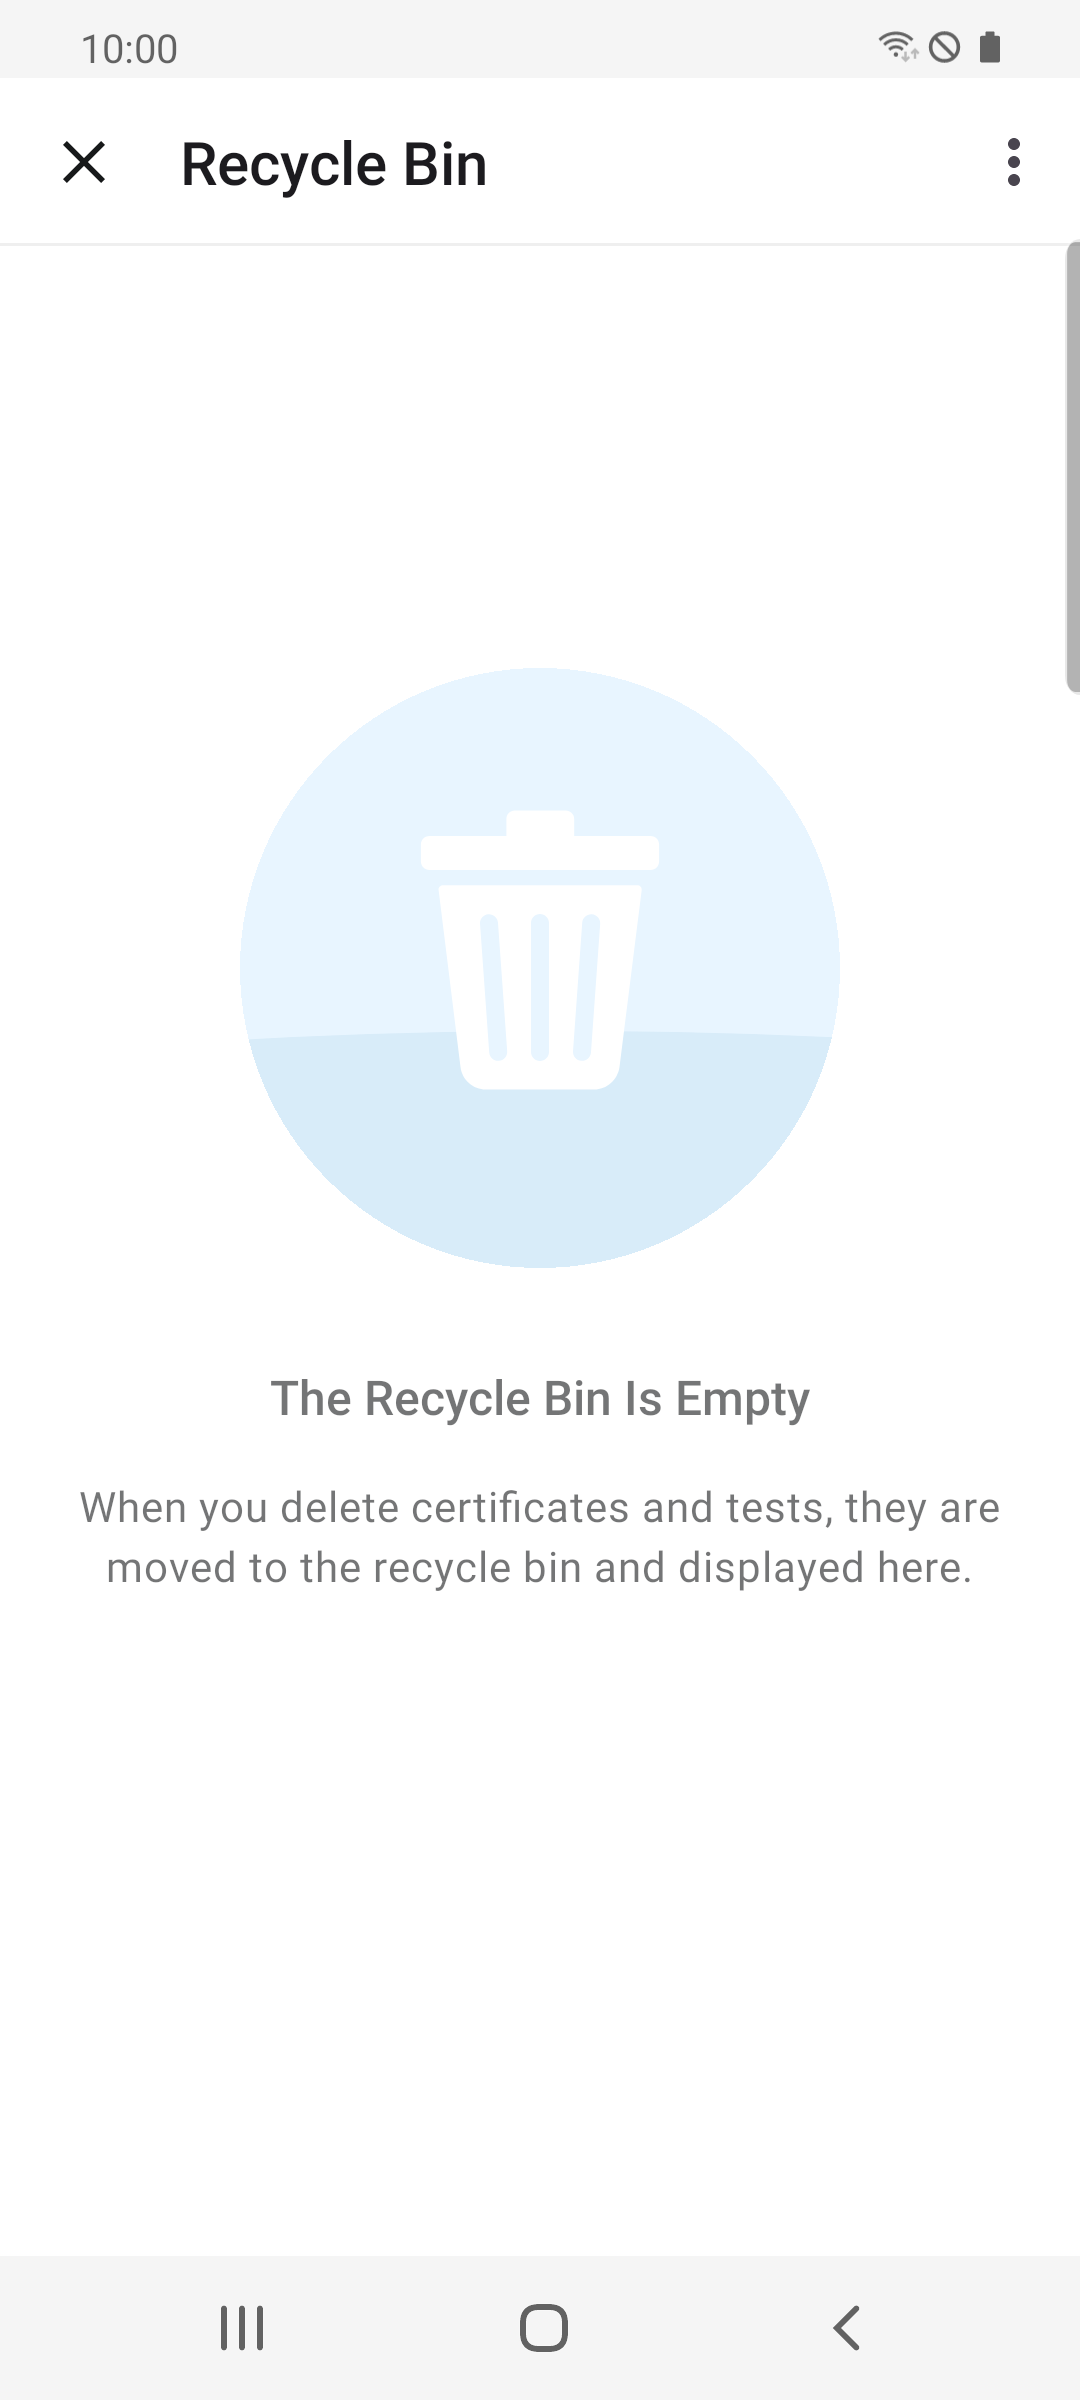 10:00
Recycle Bin
The Recycle Bin Is Empty
When you delete certificates and tests, they are
moved to the recycle bin and displayed here.